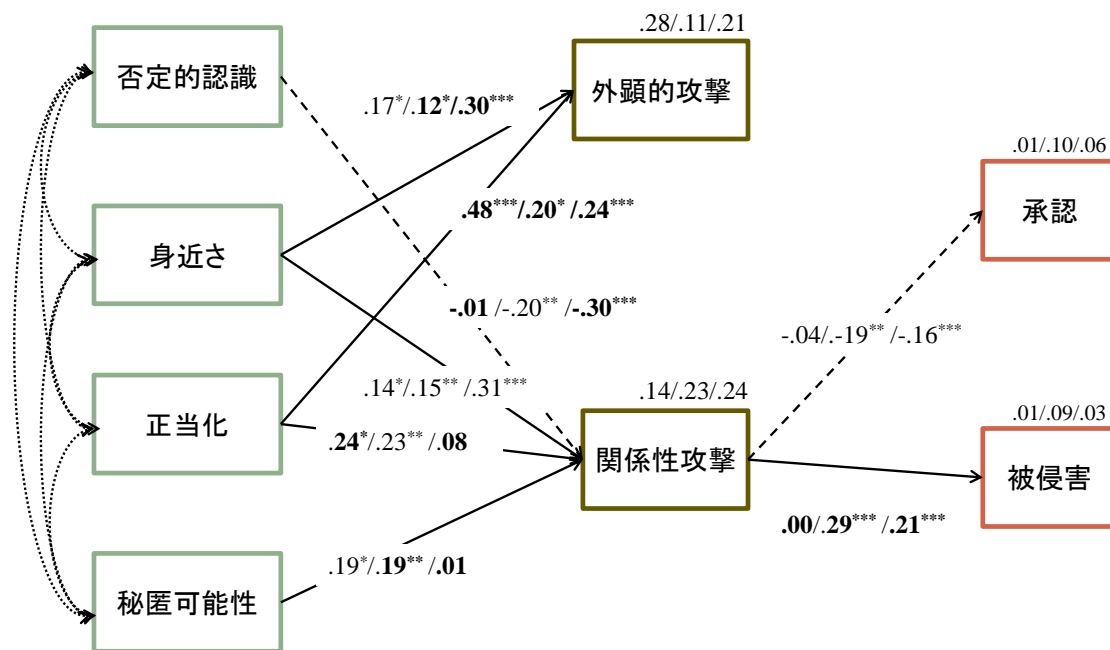 .28/.11/.21
否定的認識
外顕的攻撃
.17*/.12*/.30***
.01/.10/.06
承認
.48***/.20* /.24***
身近さ
-.01 /-.20** /-.30***
-.04/.-19** /-.16***
.14*/.15** /.31***
.14/.23/.24
正当化
.24*/.23** /.08
関係性攻撃
.01/.09/.03
被侵害
.00/.29*** /.21***
.19*/.19** /.01
秘匿可能性